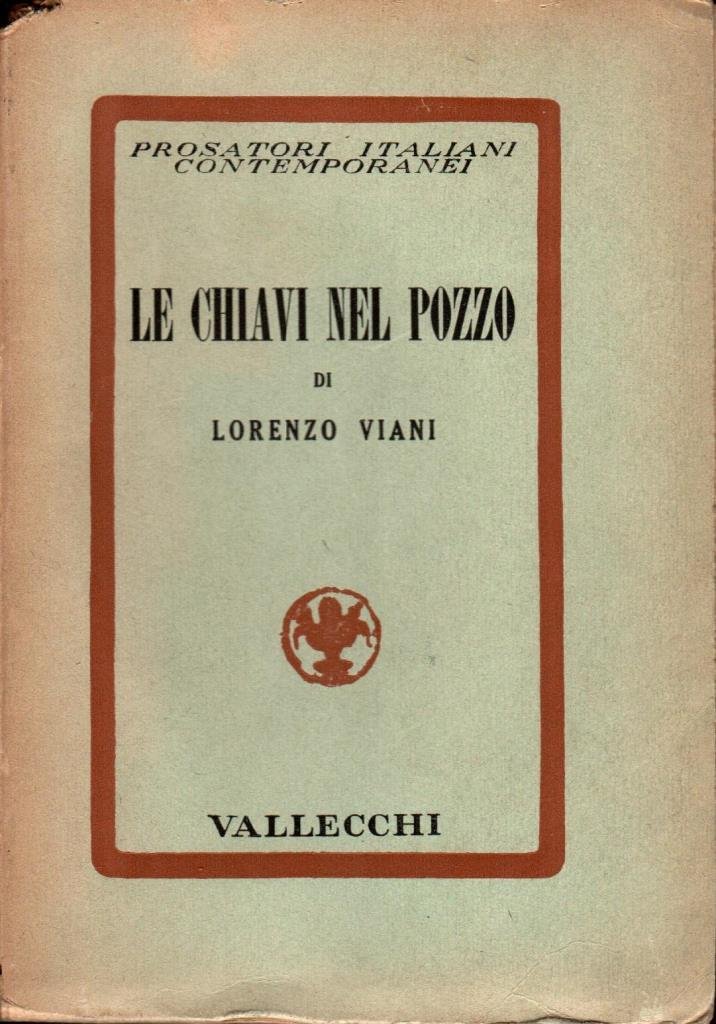 PROSATORI ITALIANI
CONTEMPORANEI
LE CHIAVI NEL POZZO
DI
LORENZO VIANI
VALLECCHI